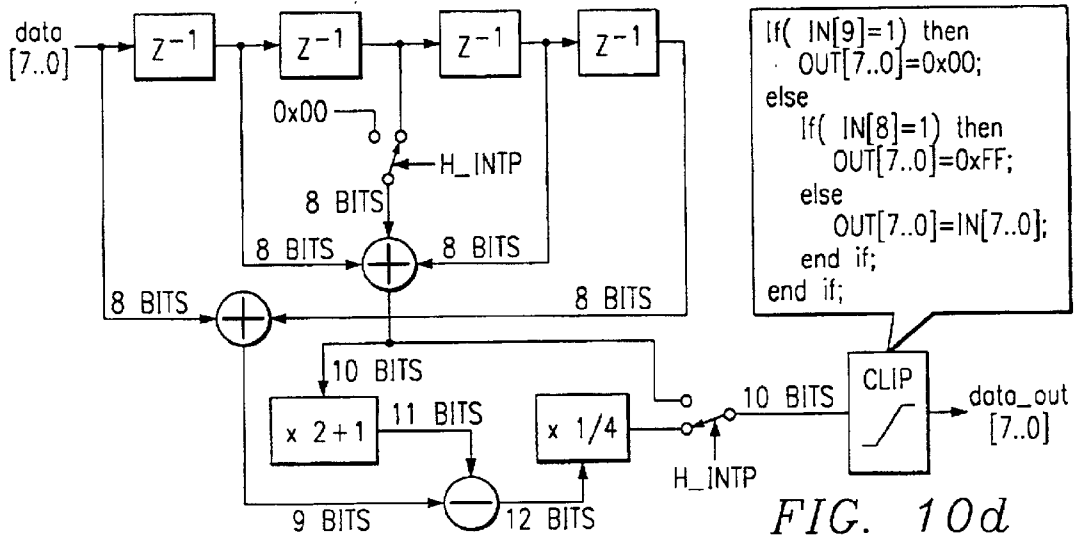 data
[7..0]
Z⁻¹
Z⁻¹
Z⁻¹
Z⁻¹
0x00
H_INTP
8 BITS
8 BITS
8 BITS
8 BITS
8 BITS
10 BITS
x 2+1
11 BITS
9 BITS
12 BITS
x 1/4
H_INTP
10 BITS
If( IN[9]=1) then
OUT[7..0]=0x00;
else
If( IN[8]=1) then
OUT[7..0]=0xFF;
else
OUT[7..0]=IN[7..0];
end if;
end if;
CLIP
data_out
[7..0]
FIG. 10d